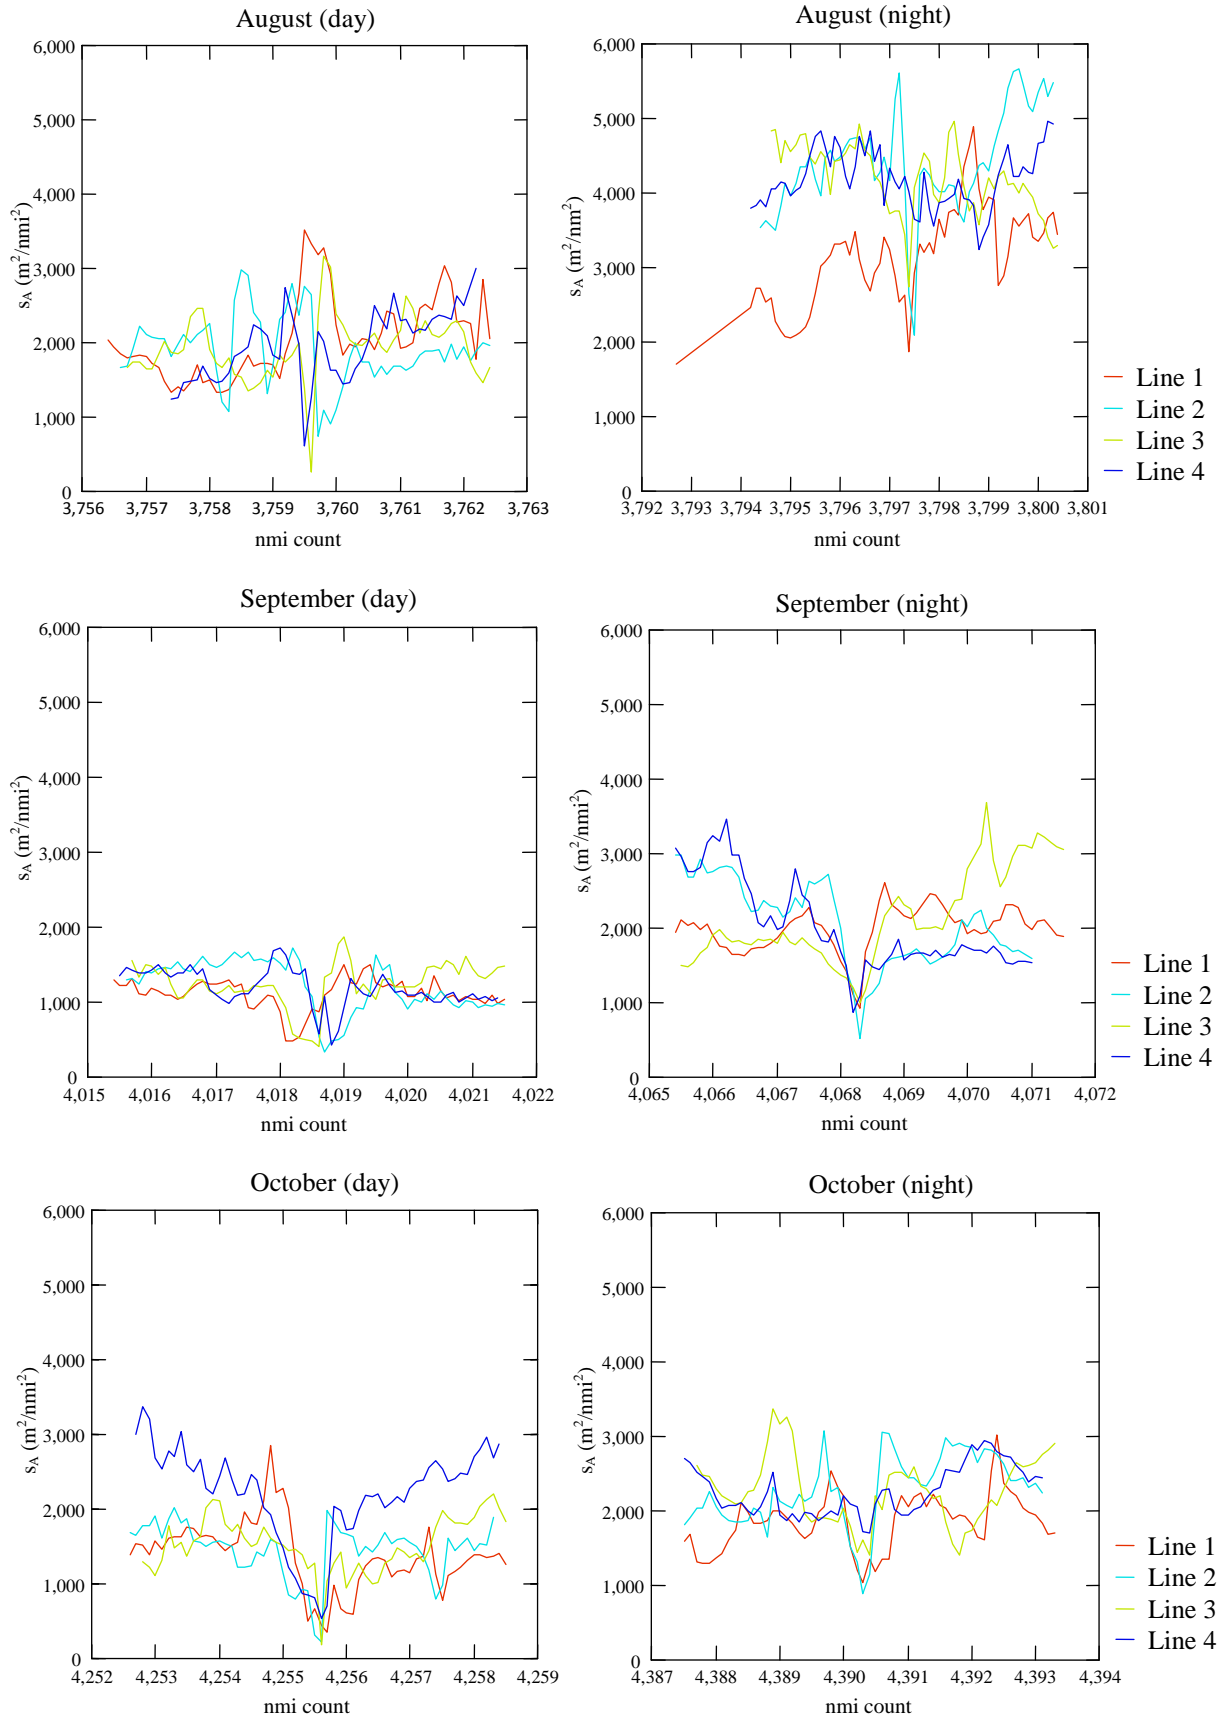 August (day)
August (night)
6,000
5,000
4,000
3,000
2,000
1,000
0
s_A (m²/nmi²)
3,756 3,757 3,758 3,759 3,760 3,761 3,762 3,763
nmi count
6,000
5,000
4,000
3,000
2,000
1,000
0
s_A (m²/nm²)
3,792 3,793 3,794 3,795 3,796 3,797 3,798 3,799 3,800 3,801
nmi count
Line 1
Line 2
Line 3
Line 4
September (day)
September (night)
6,000
5,000
4,000
3,000
2,000
1,000
0
s_A (m²/nmi²)
4,015 4,016 4,017 4,018 4,019 4,020 4,021 4,022
nmi count
6,000
5,000
4,000
3,000
2,000
1,000
0
s_A (m²/nmi²)
4,065 4,066 4,067 4,068 4,069 4,070 4,071 4,072
nmi count
Line 1
Line 2
Line 3
Line 4
October (day)
October (night)
6,000
5,000
4,000
3,000
2,000
1,000
0
s_A (m²/nmi²)
4,252 4,253 4,254 4,255 4,256 4,257 4,258 4,259
nmi count
6,000
5,000
4,000
3,000
2,000
1,000
0
s_A (m²/nmi²)
4,387 4,388 4,389 4,390 4,391 4,392 4,393 4,394
nmi count
Line 1
Line 2
Line 3
Line 4